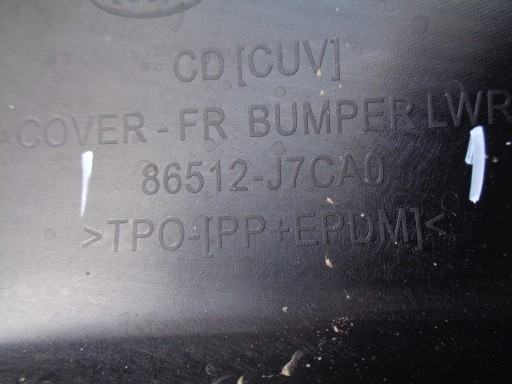 CD [CUV]
COVER - FR BUMPER LWR
86512-J7CA0
>TPO-[PP+EPDM]<